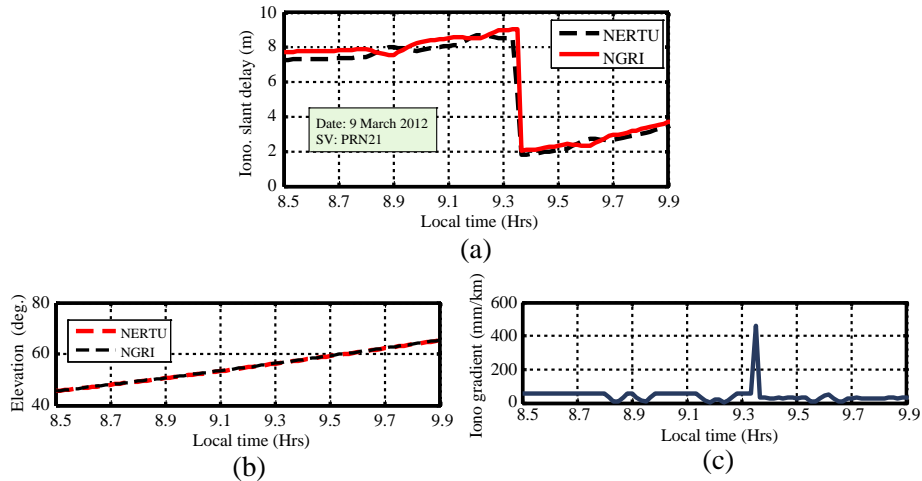 Iono. slant delay (m)
10
8
6
4
2
0
NERTU
NGRI
Date: 9 March 2012
SV: PRN21
8.5 8.7 8.9 9.1 9.3 9.5 9.7 9.9
Local time (Hrs)
(a)
Elevation (deg.)
80
60
40
NERTU
NGRI
8.5 8.7 8.9 9.1 9.3 9.5 9.7 9.9
Local time (Hrs)
(b)
Iono gradient (mm/km)
600
400
200
0
8.5 8.7 8.9 9.1 9.3 9.5 9.7 9.9
Local time (Hrs)
(c)